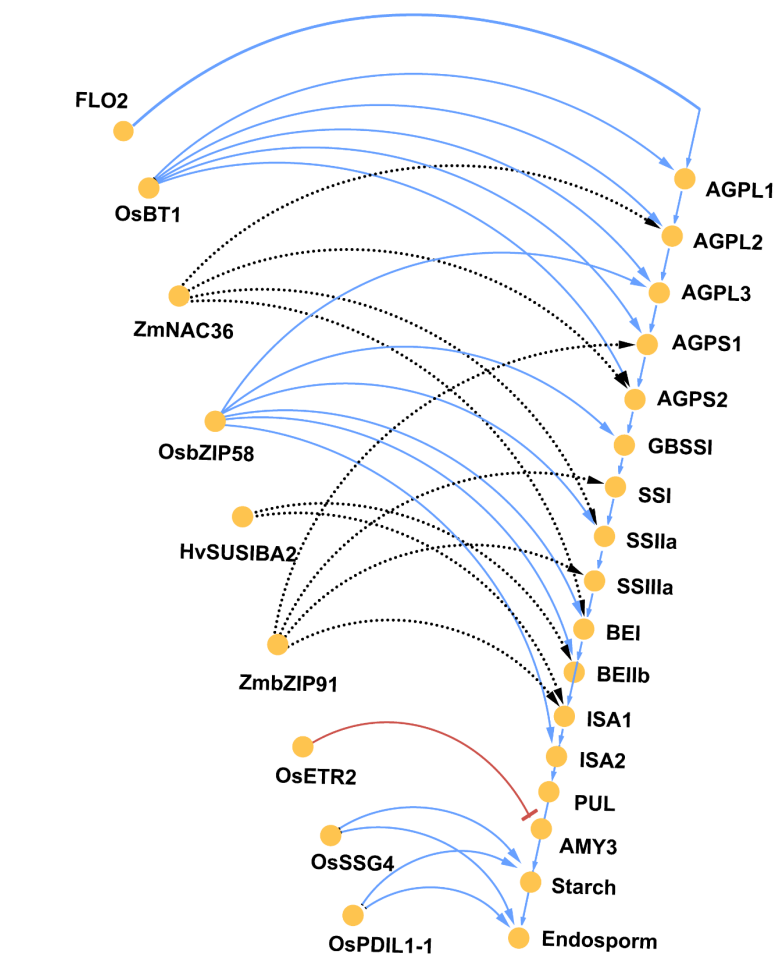 FLO2
AGPL1
OsBT1
AGPL2
AGPL3
ZmNAC36
AGPS1
AGPS2
GBSSI
OsbZIP58
SSI
SSIIa
HvSUSIBA2
SSIIIa
BEI
BEIIb
ZmbZIP91
ISA1
ISA2
OsETR2
PUL
AMY3
OsSSG4
Starch
Endosporm
OsPDIL1-1